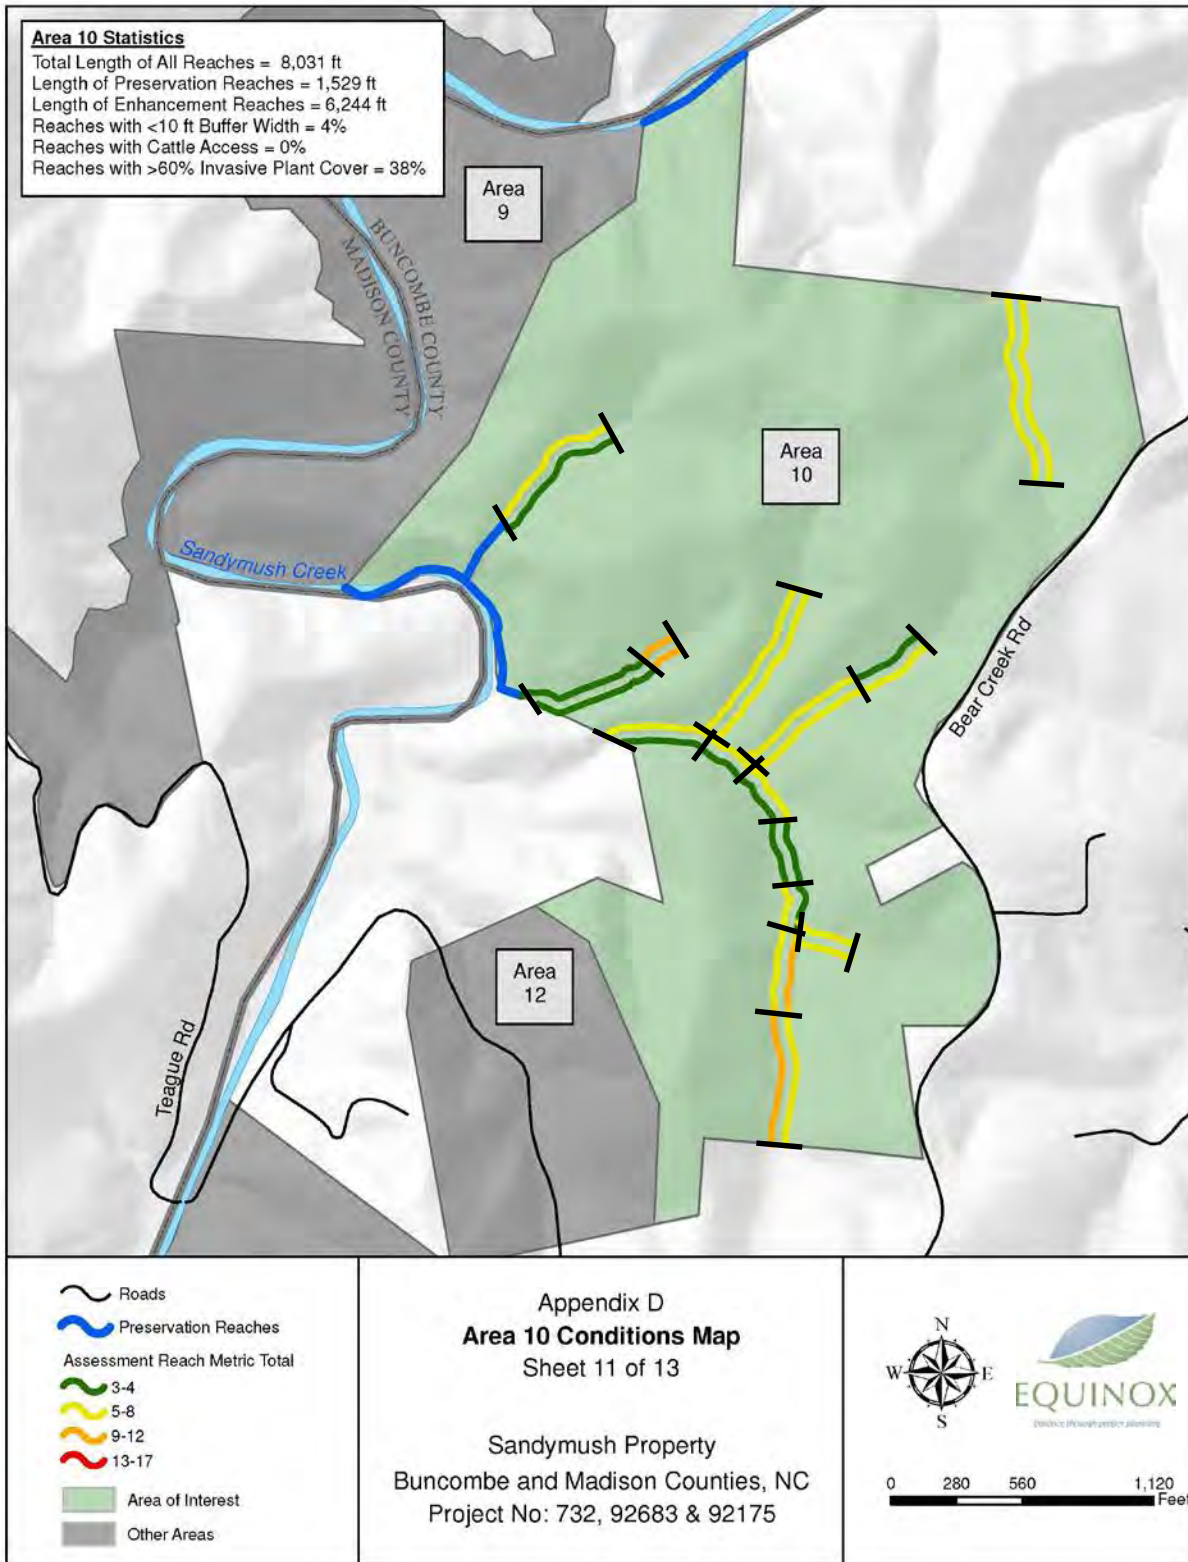 Area 10 Statistics
Total Length of All Reaches = 8,031 ft
Length of Preservation Reaches = 1,529 ft
Length of Enhancement Reaches = 6,244 ft
Reaches with <10 ft Buffer Width = 4%
Reaches with Cattle Access = 0%
Reaches with >60% Invasive Plant Cover = 38%
Area
9
BUNCOMBE COUNTY
MADISON COUNTY
Area
10
Sandymush Creek
Bear Creek Rd
Area
12
Teague Rd
Roads
Preservation Reaches
Assessment Reach Metric Total
3-4
5-8
9-12
13-17
Area of Interest
Other Areas
Appendix D
Area 10 Conditions Map
Sheet 11 of 13
Sandymush Property
Buncombe and Madison Counties, NC
Project No: 732, 92683 & 92175
N
W E
S
EQUINOX
balance through proper planning
0 280 560 1,120
Feet